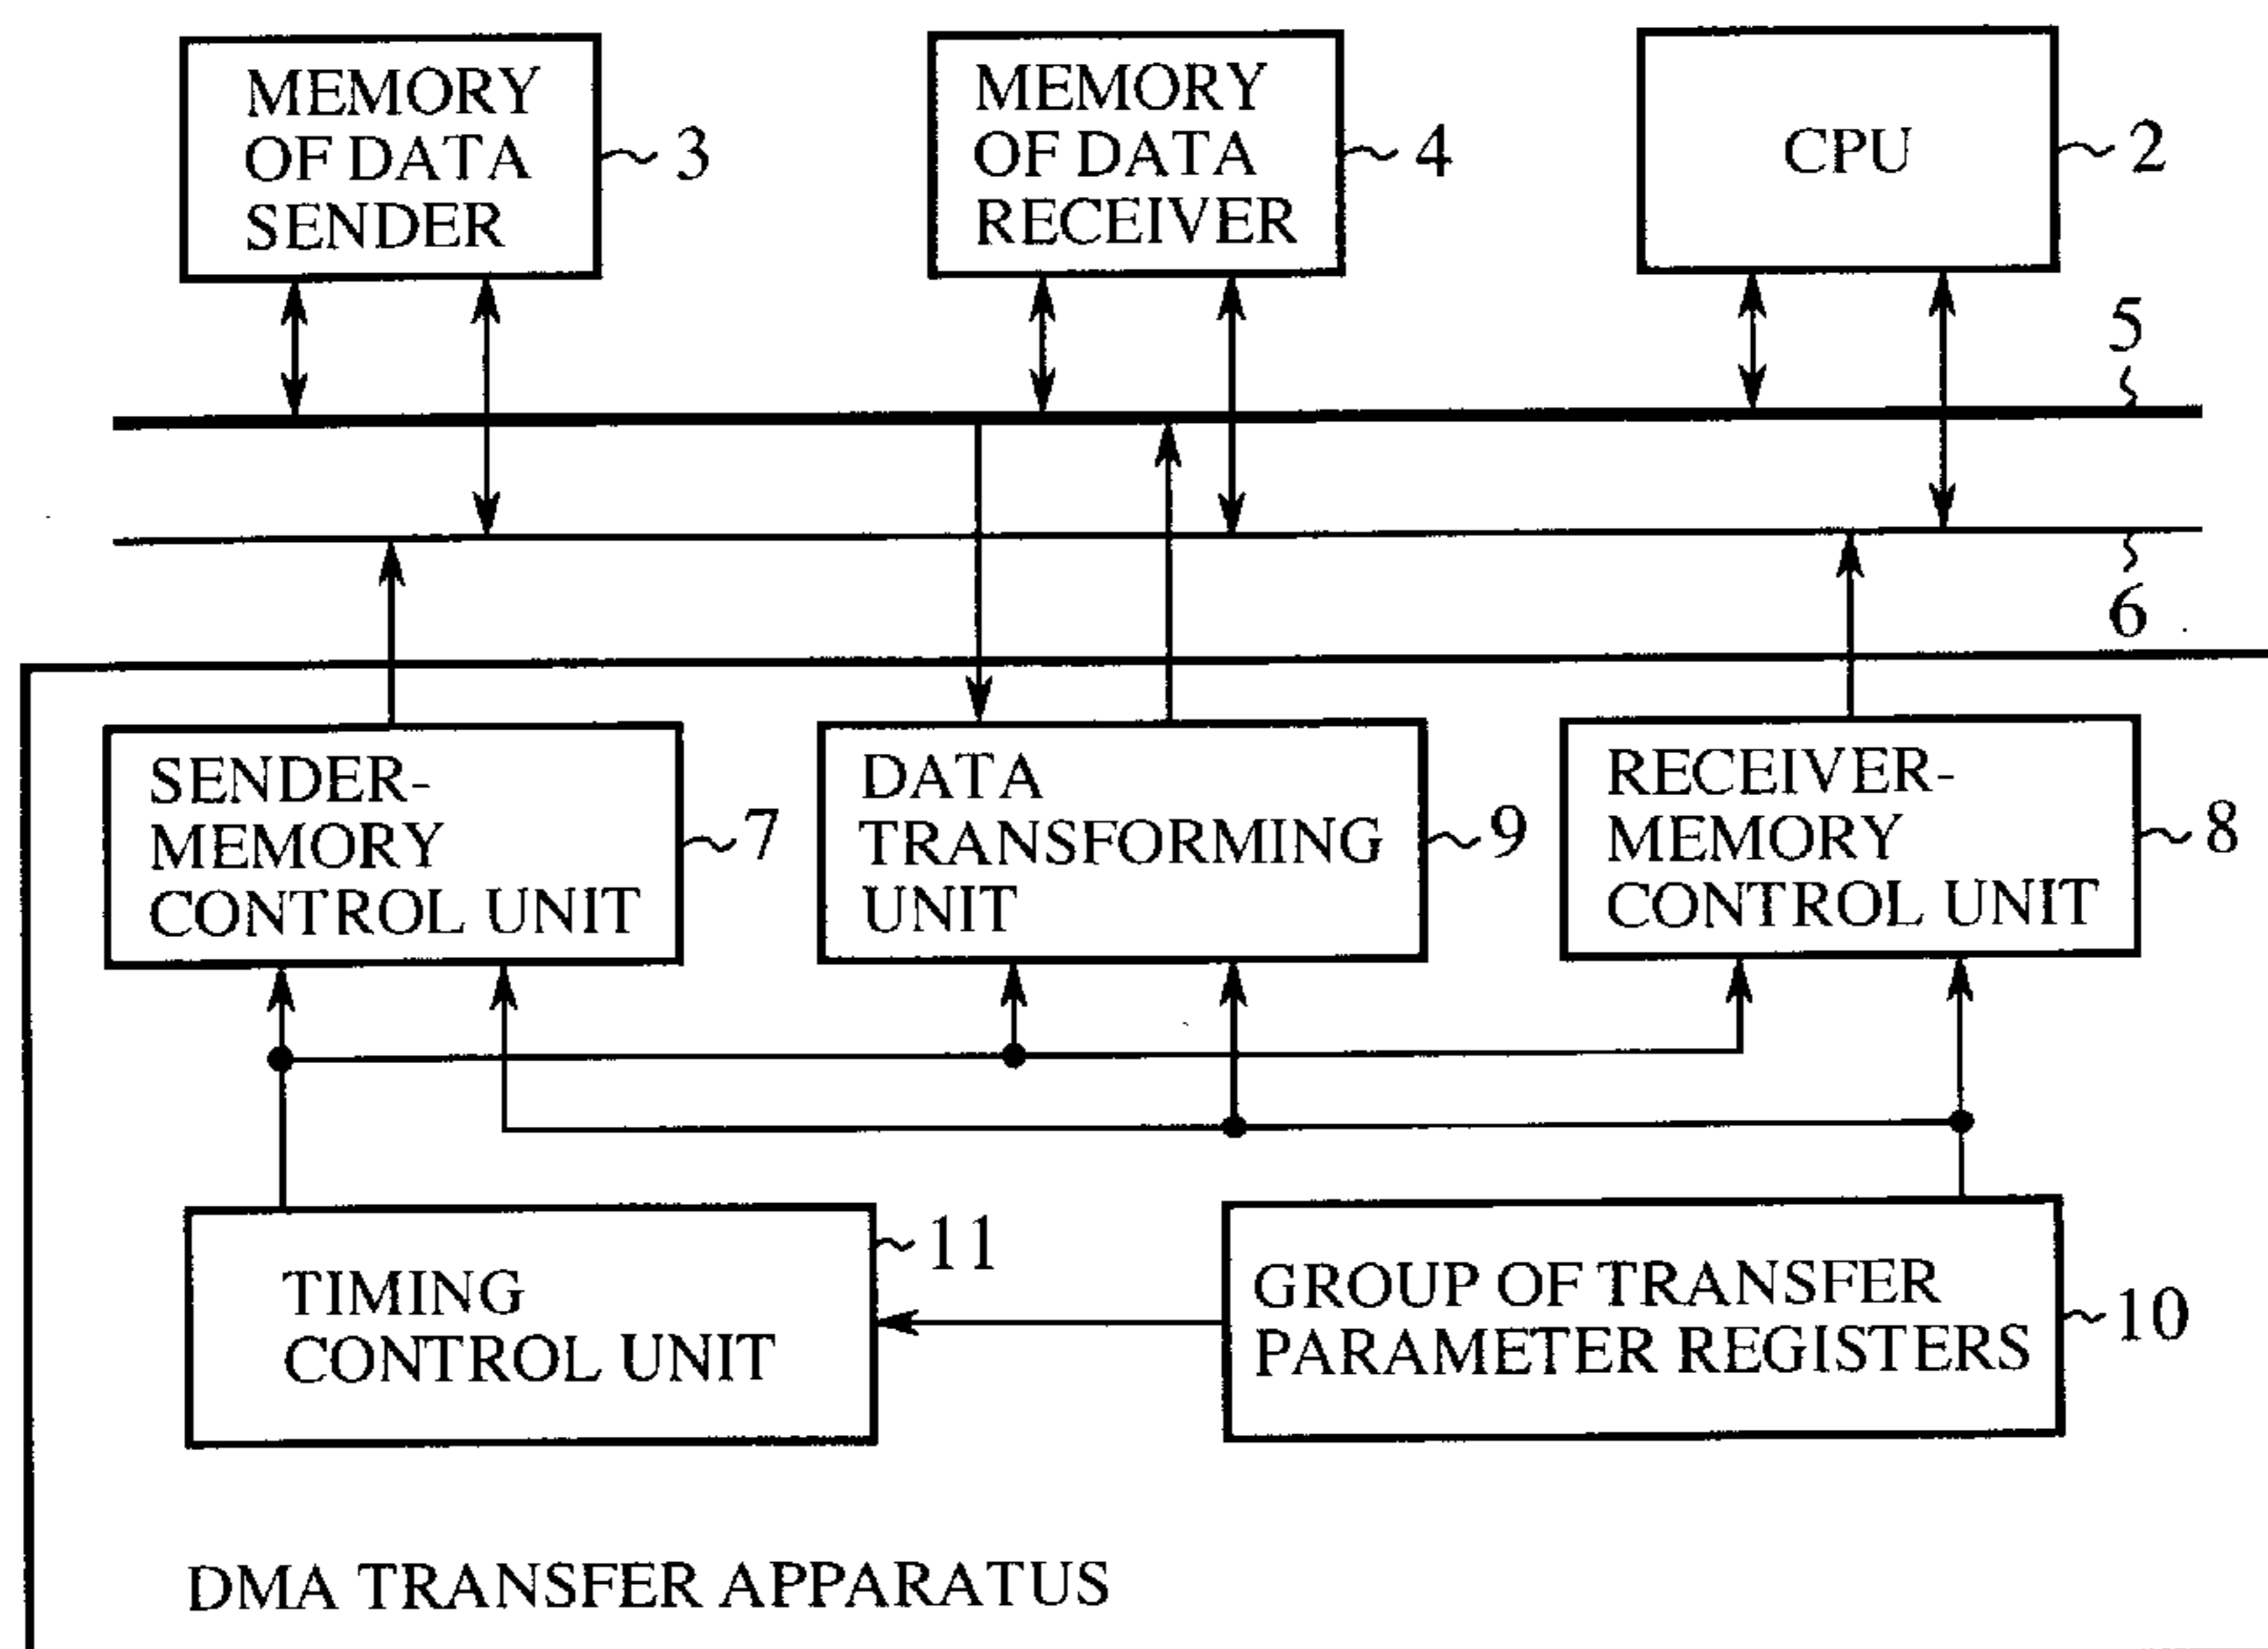 MEMORY
OF DATA
SENDER
3
MEMORY
OF DATA
RECEIVER
4
CPU
2
5
6
SENDER-
MEMORY
CONTROL UNIT
7
DATA
TRANSFORMING
UNIT
9
RECEIVER-
MEMORY
CONTROL UNIT
8
TIMING
CONTROL UNIT
11
GROUP OF TRANSFER
PARAMETER REGISTERS
10
DMA TRANSFER APPARATUS